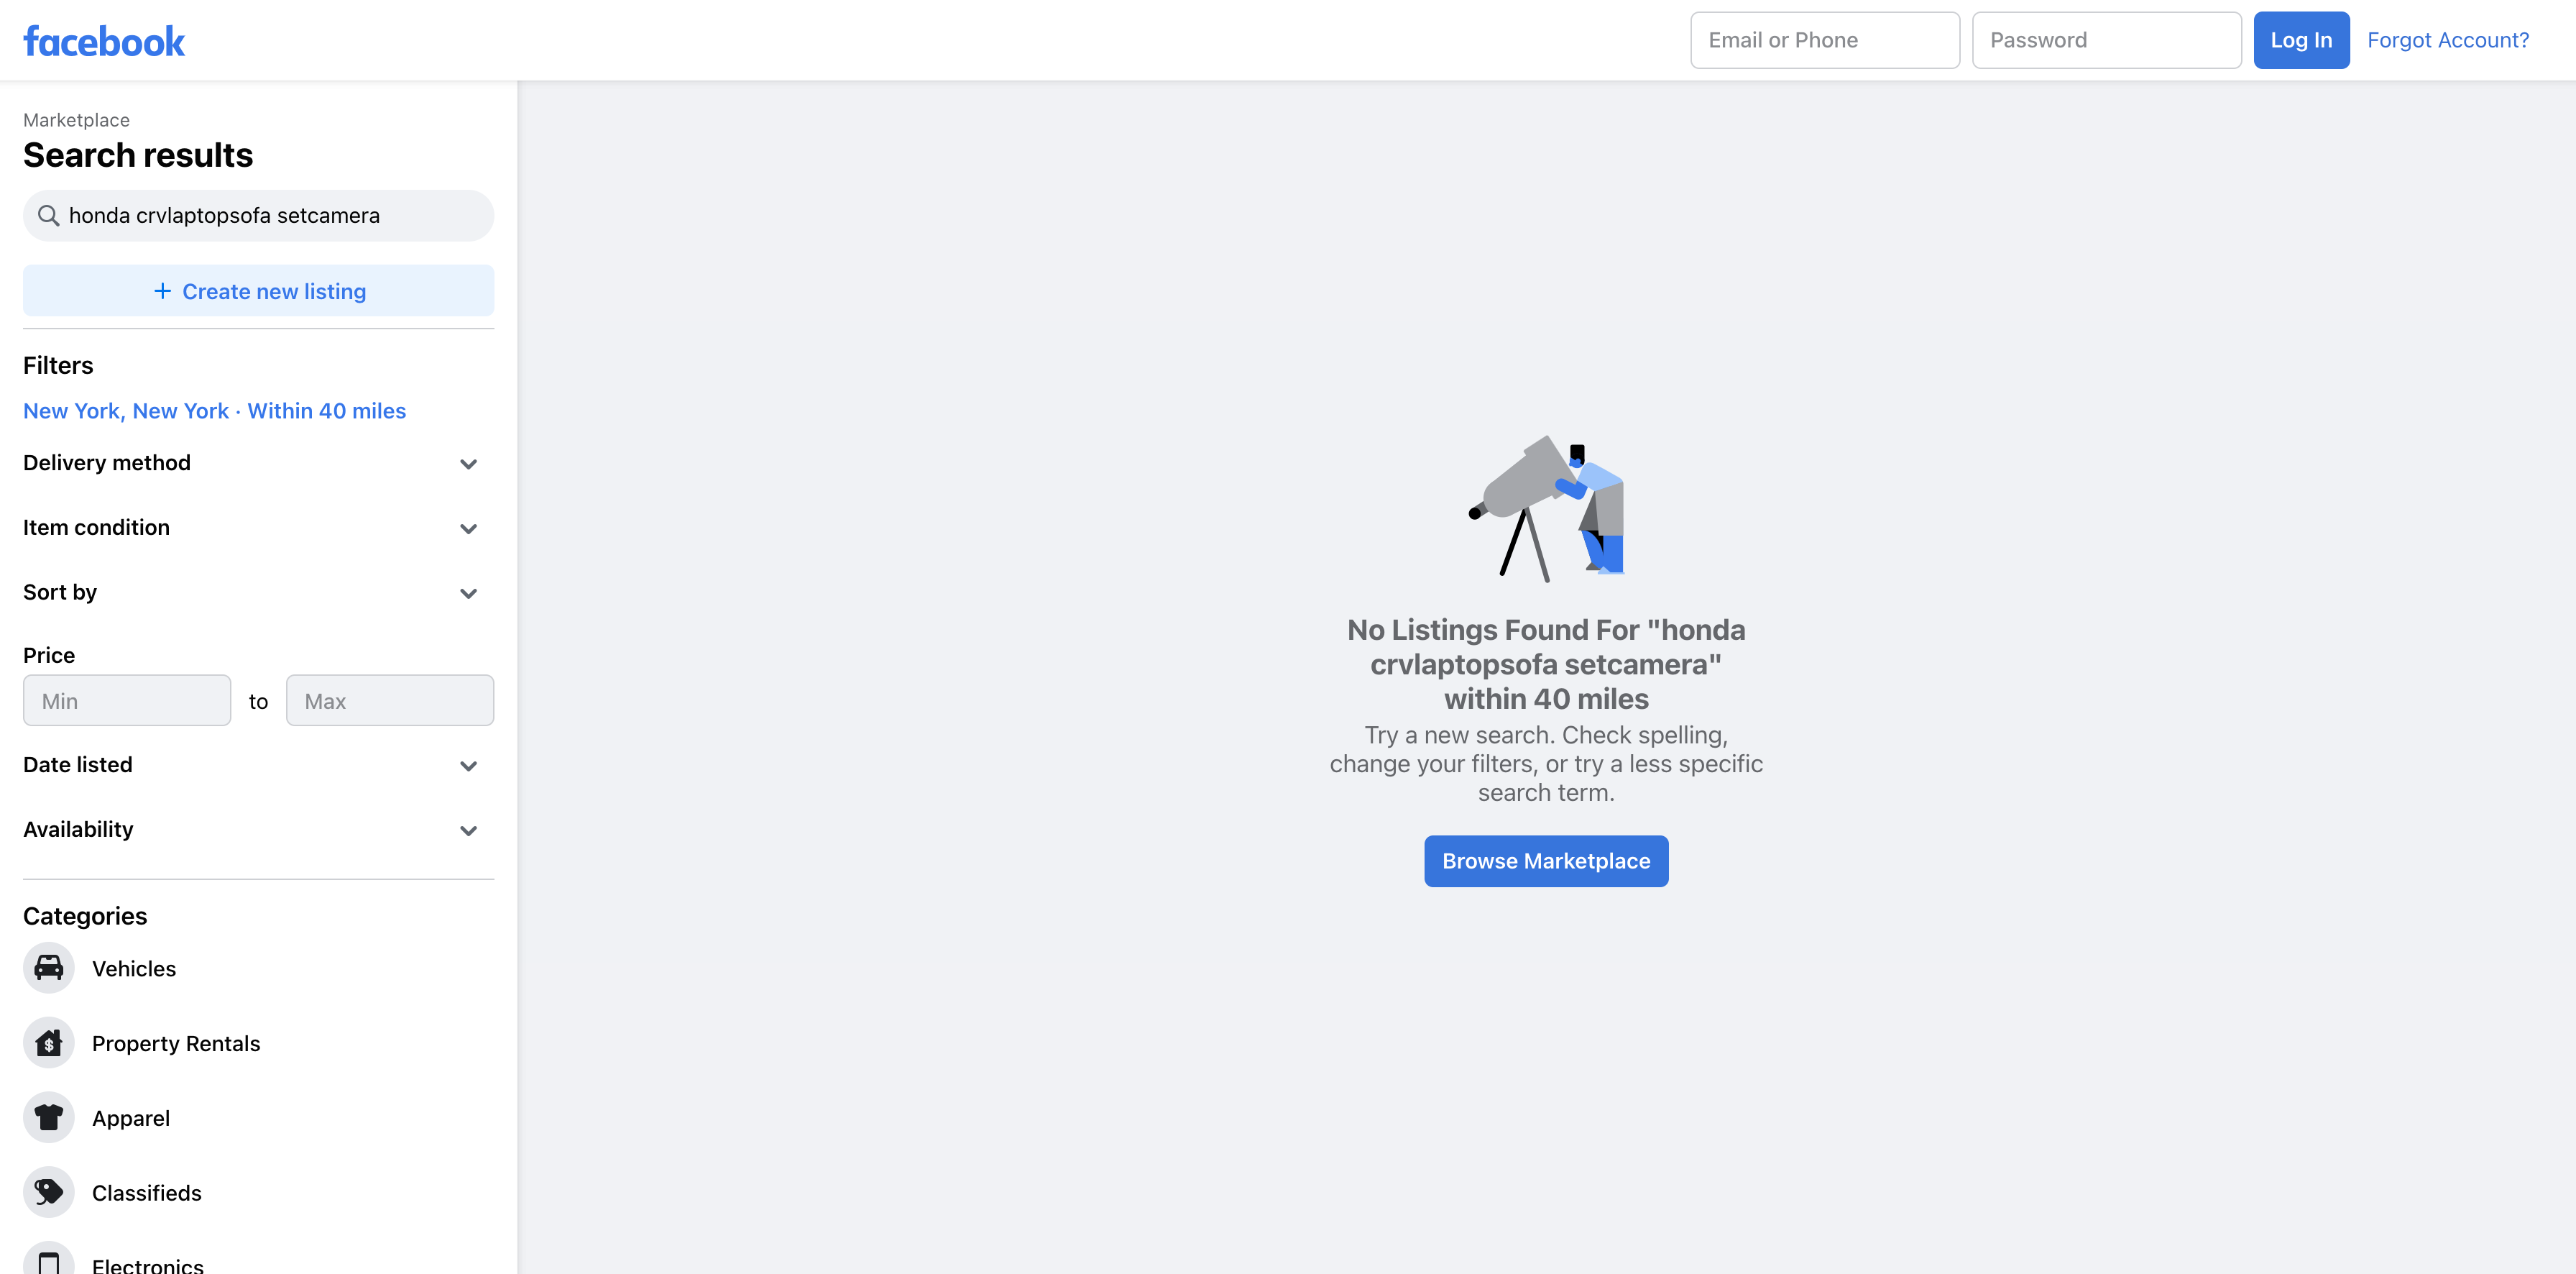 facebook
Email or Phone
Password
Log In
Forgot Account?
Marketplace
Search results
honda crvlaptopsofa setcamera
+ Create new listing
Filters
New York, New York · Within 40 miles
Delivery method
Item condition
Sort by
Price
Min
to
Max
Date listed
Availability
Categories
Vehicles
$
Property Rentals
Apparel
Classifieds
Electronics
No Listings Found For "honda
crvlaptopsofa setcamera"
within 40 miles
Try a new search. Check spelling,
change your filters, or try a less specific
search term.
Browse Marketplace